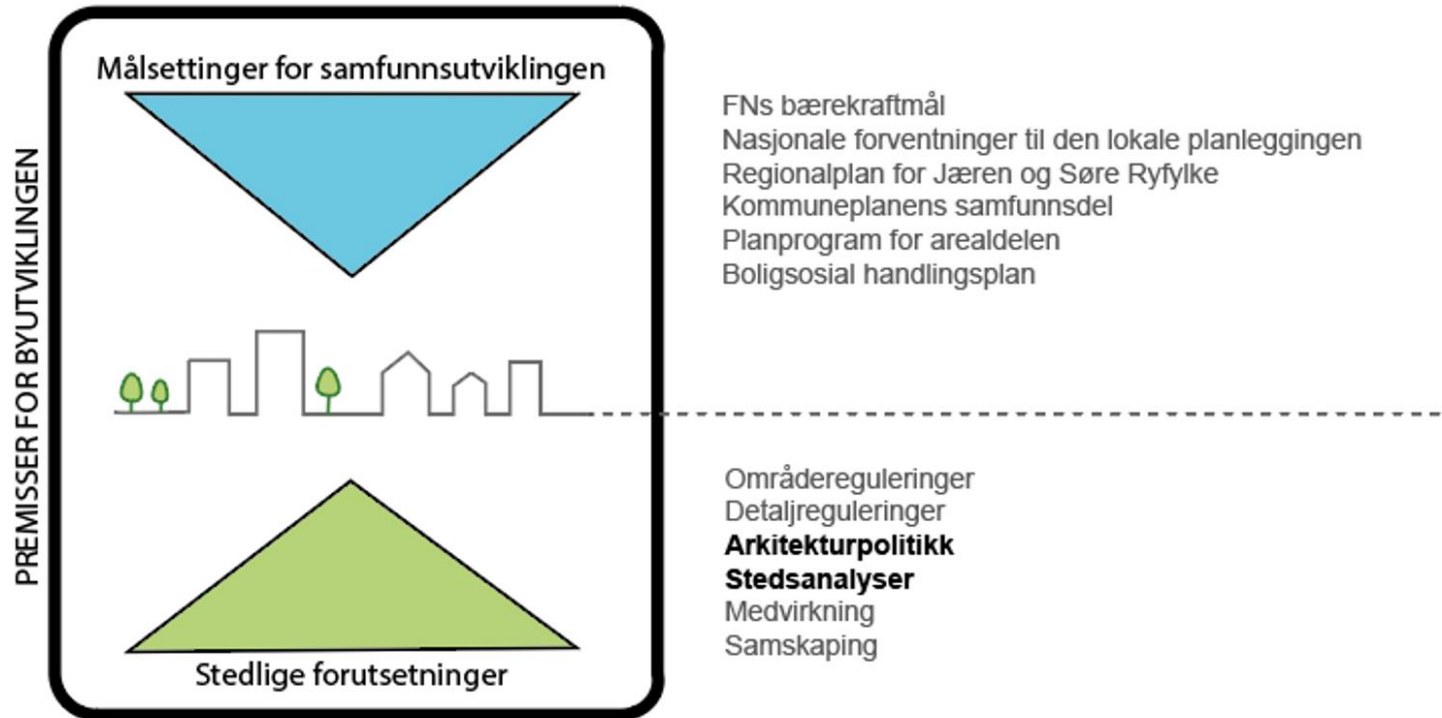 PREMISSER FOR BYUTVIKLINGEN
Målsettinger for samfunnsutviklingen
FNs bærekraftmål
Nasjonale forventninger til den lokale planleggingen
Regionalplan for Jæren og Søre Ryfylke
Kommuneplanens samfunnsdel
Planprogram for arealdelen
Boligsosial handlingsplan
Områdereguleringer
Detaljreguleringer
Arkitekturpolitikk
Stedsanalyser
Medvirkning
Samskaping
Stedlige forutsetninger